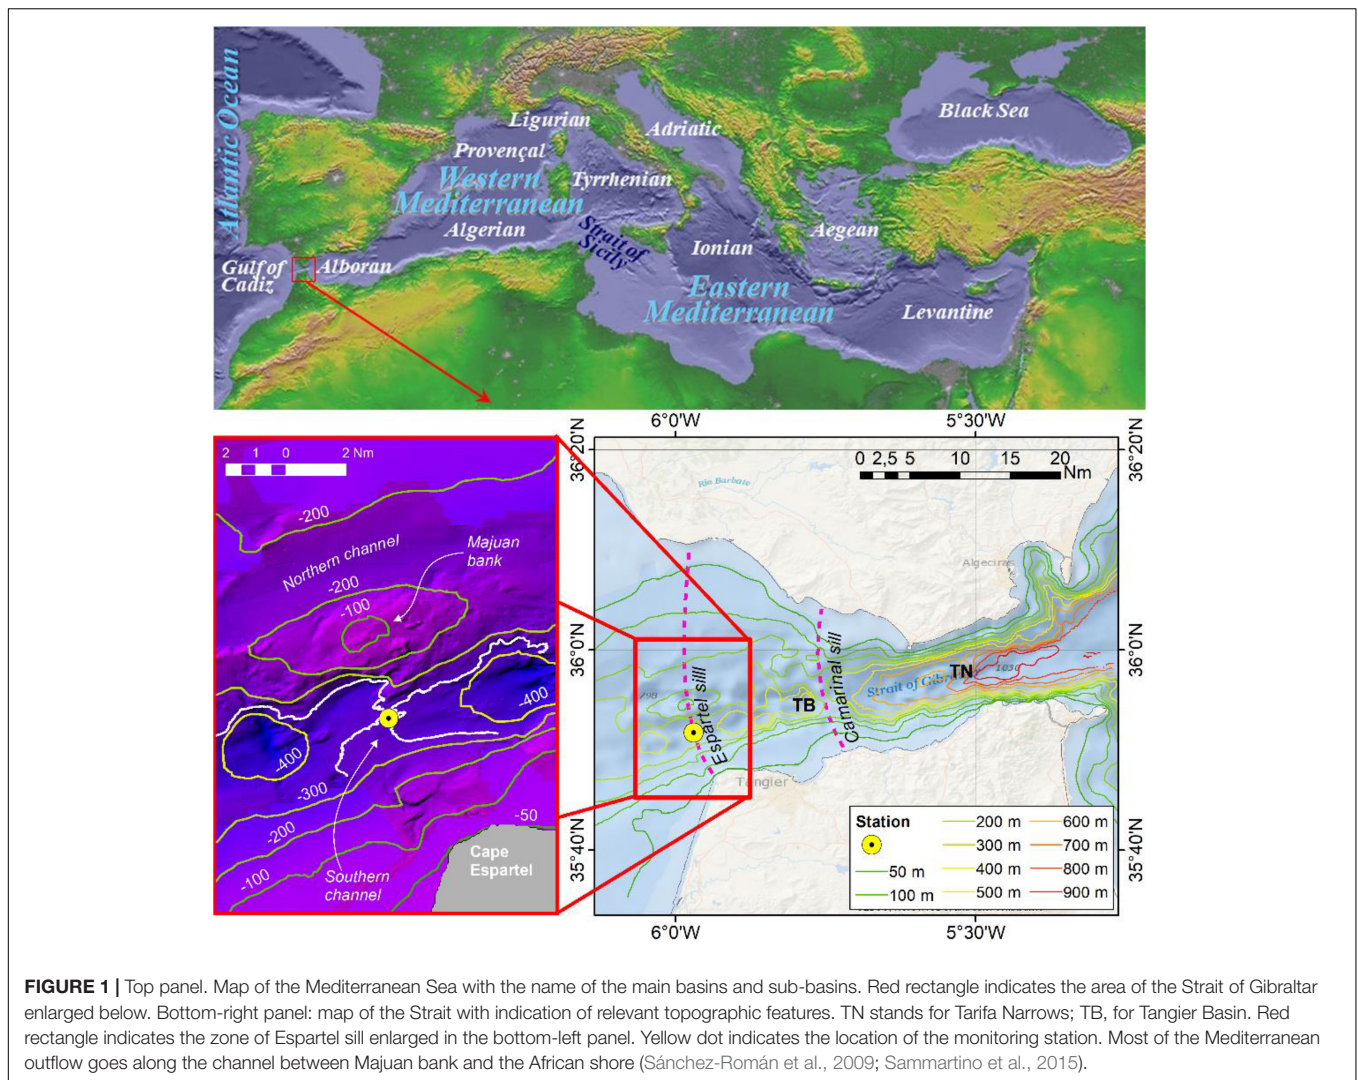 Atlantic Ocean
Ligurian
Adriatic
Black Sea
Provençal
Western
Mediterranean
Tyrrhenian
Algerian
Strait of
Sicily
Ionian
Aegean
Gulf of
Cadiz
Alboran
Eastern
Mediterranean
Levantine
2 1 0 2 Nm
-200
Northern channel
Majuan
bank
-200
-100
-400
-400
-300
-200
-100
-50
Southern
channel
Cape
Espartel
6°0'W 5°30'W
36°20'N 36°20'N
0 2,5 5 10 15 20
Nm
Rio Barbate
Algeciras
36°0'N 36°0'N
Espartel silll
Camarinal sill
TB
TN
1030
798
Strait of Gib
Tangier
35°40'N 35°40'N
Station
50 m
100 m
200 m
300 m
400 m
500 m
600 m
700 m
800 m
900 m
6°0'W 5°30'W
FIGURE 1 | Top panel. Map of the Mediterranean Sea with the name of the main basins and sub-basins. Red rectangle indicates the area of the Strait of Gibraltar
enlarged below. Bottom-right panel: map of the Strait with indication of relevant topographic features. TN stands for Tarifa Narrows; TB, for Tangier Basin. Red
rectangle indicates the zone of Espartel sill enlarged in the bottom-left panel. Yellow dot indicates the location of the monitoring station. Most of the Mediterranean
outflow goes along the channel between Majuan bank and the African shore (Sánchez-Román et al., 2009; Sammartino et al., 2015).